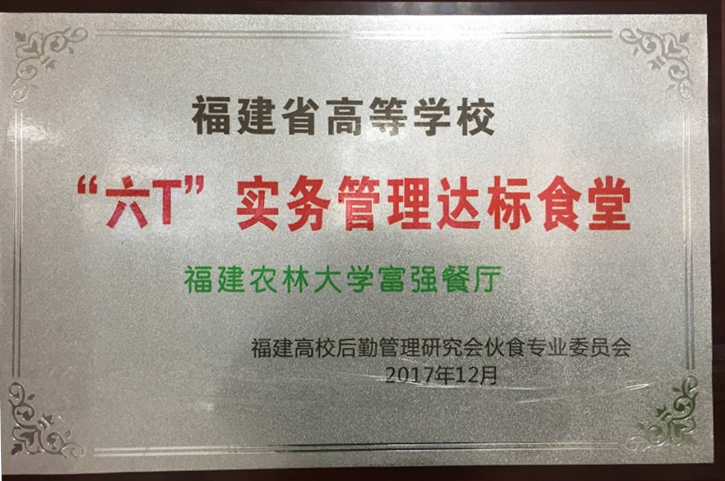 福建省高等学校
“六T”实务管理达标食堂
福建农林大学富强餐厅
福建高校后勤管理研究会伙食专业委员会
2017年12月